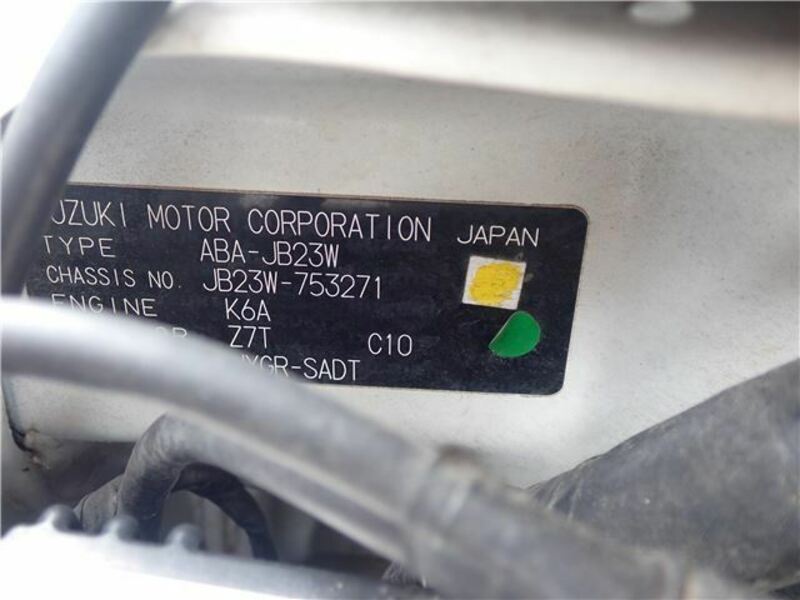 UZUKI MOTOR CORPORATION JAPAN
TYPE ABA-JB23W
CHASSIS NO. JB23W-753271
ENGINE K6A
Z7T C10
YGR-SADT